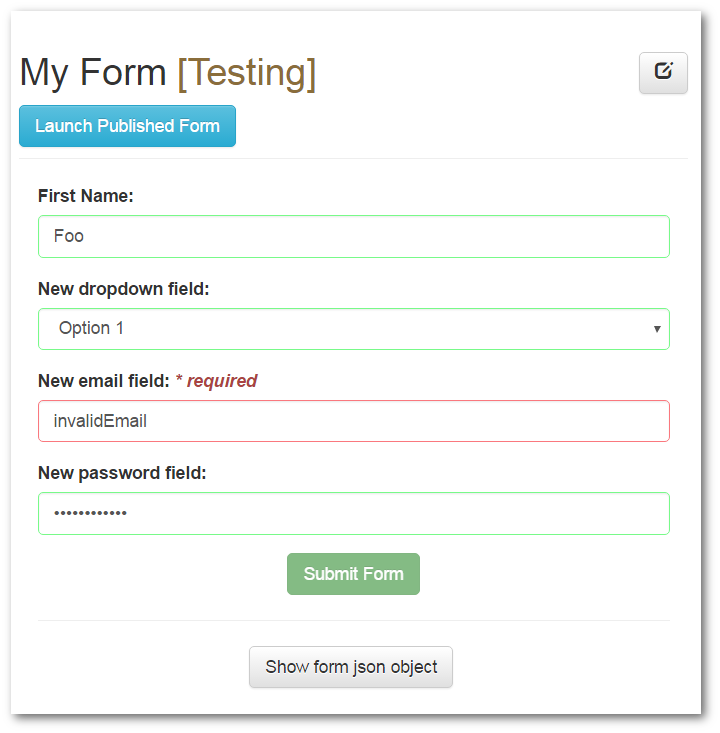 My Form [Testing]
Launch Published Form
First Name:
Foo
New dropdown field:
Option 1
New email field: * required
invalidEmail
New password field:
••••••••••••
Submit Form
Show form json object